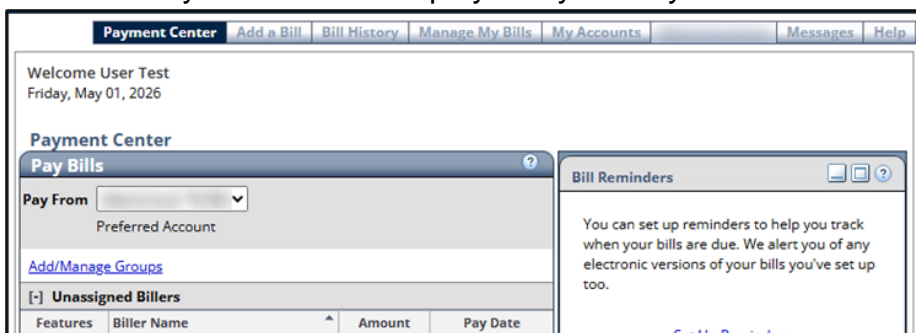 Payment Center Add a Bill Bill History Manage My Bills My Accounts Messages Help
Welcome User Test
Friday, May 01, 2026
Payment Center
Pay Bills ?
Pay From
Preferred Account
Add/Manage Groups
[-] Unassigned Billers
Features Biller Name Amount Pay Date
Bill Reminders ?
You can set up reminders to help you track
when your bills are due. We alert you of any
electronic versions of your bills you've set up
too.